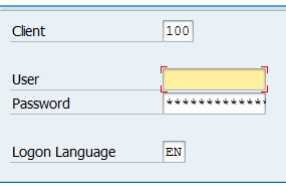 Client 100
User
Password *************
Logon Language EN